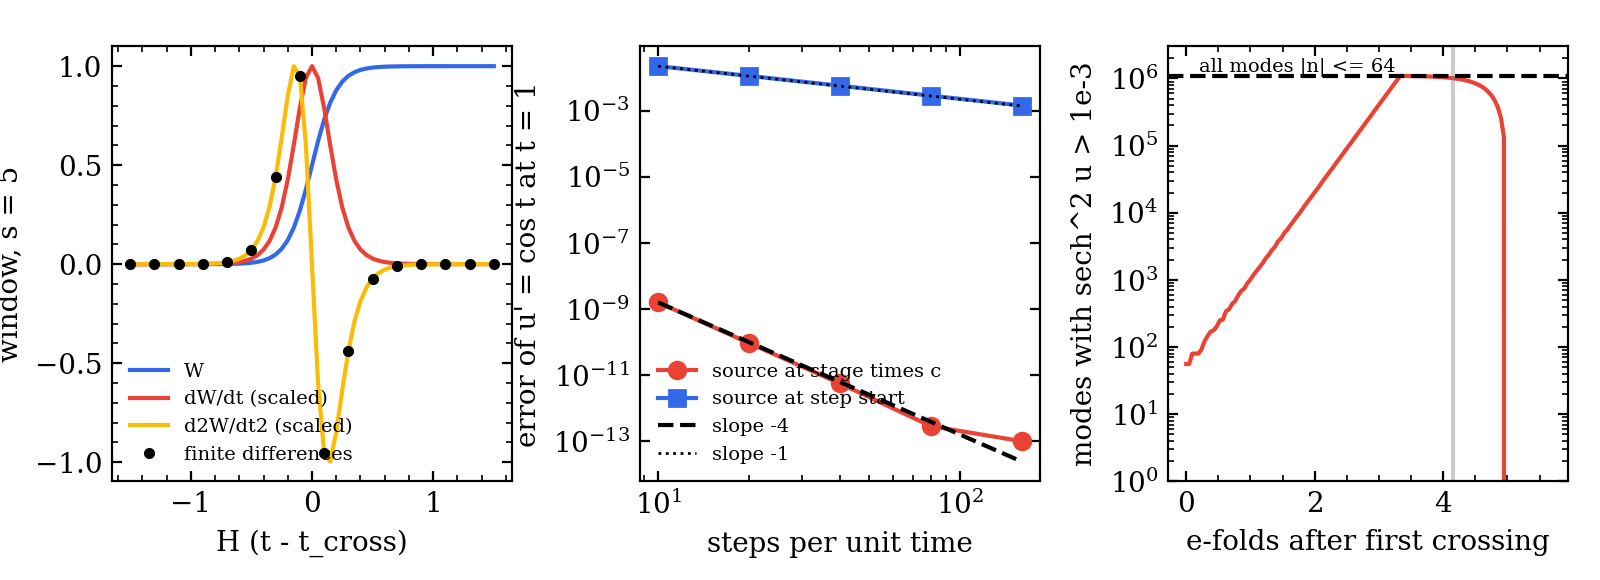 window, s = 5
1.0
0.5
0.0
−0.5
−1.0
W
dW/dt (scaled)
d2W/dt2 (scaled)
finite differences
−1
0
1
H (t - t_cross)
error of u' = cos t at t = 1
10^-3
10^-5
10^-7
10^-9
10^-11
10^-13
source at stage times c
source at step start
slope -4
slope -1
10^1
10^2
steps per unit time
modes with sech^2 u > 1e-3
all modes |n| <= 64
10^6
10^5
10^4
10^3
10^2
10^1
10^0
0
2
4
e-folds after first crossing